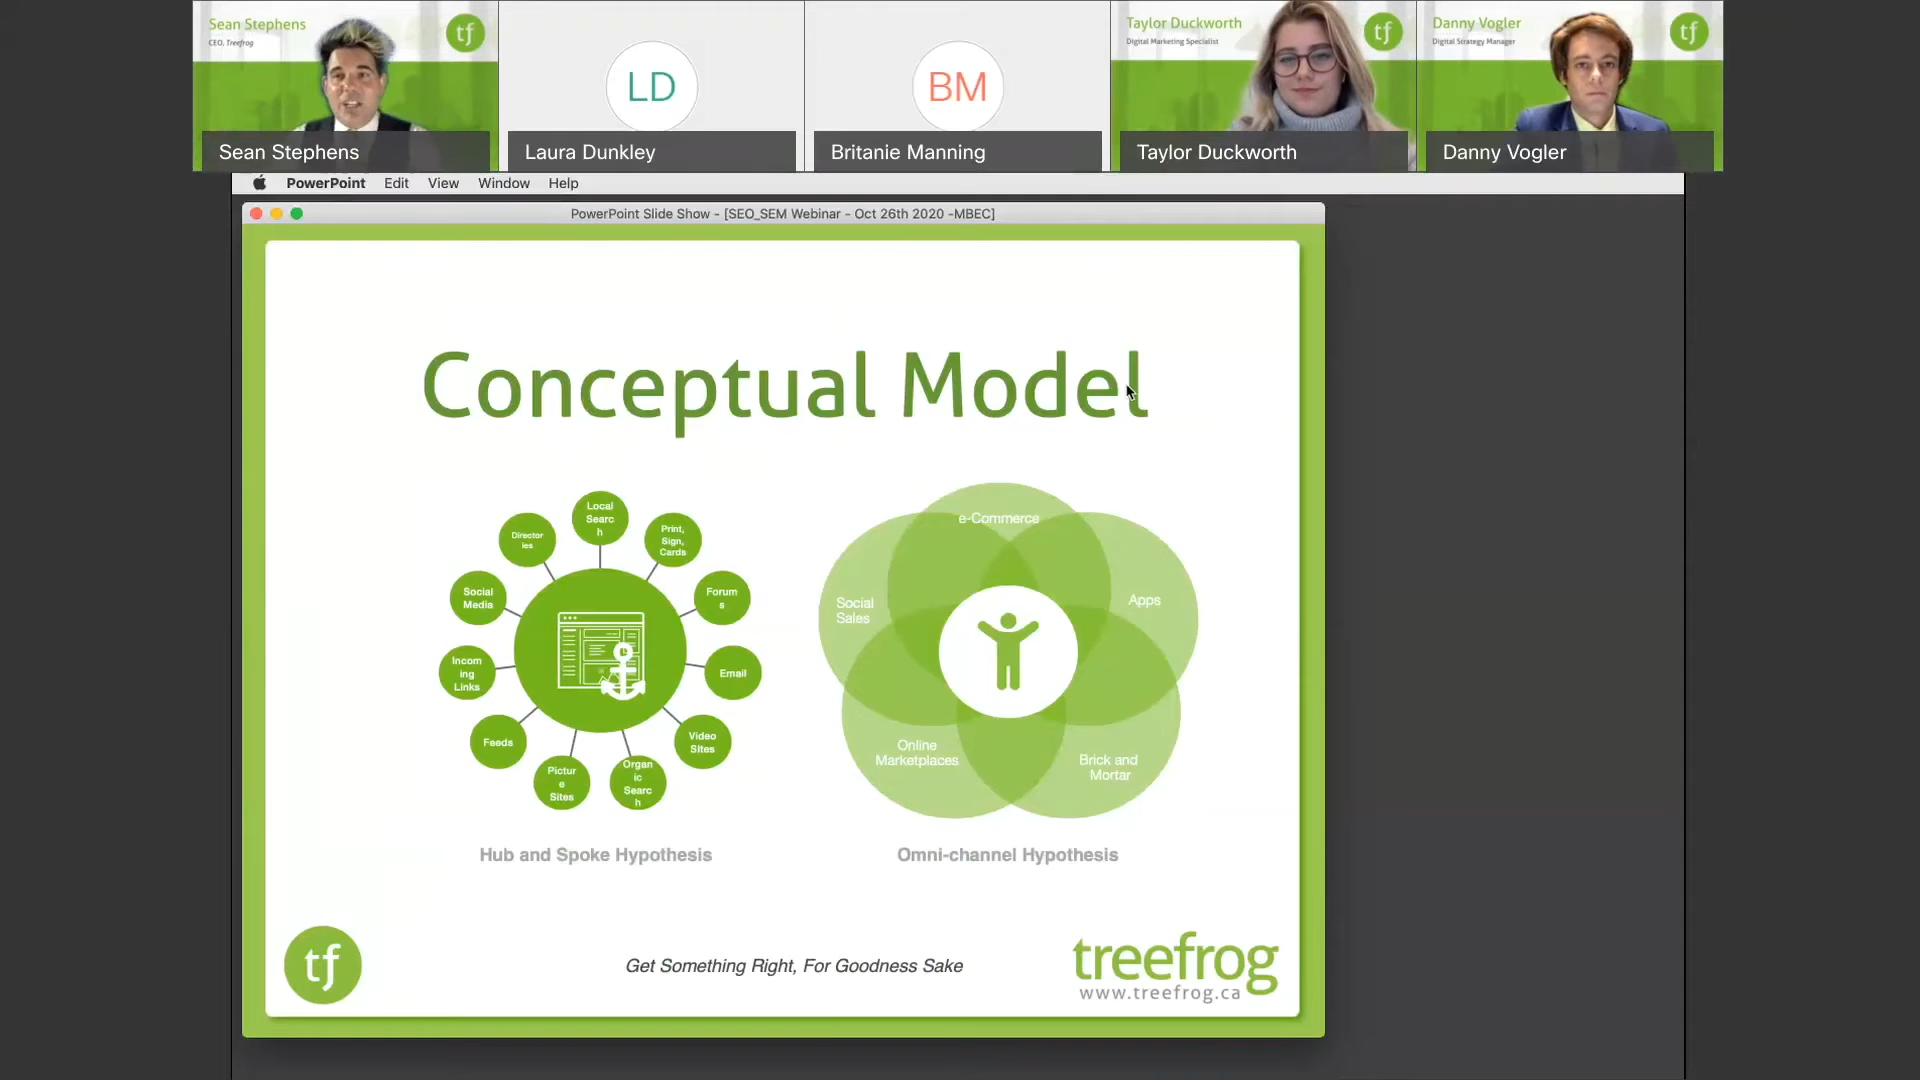 Sean Stephens
CEO, Treefrog
tf
Sean Stephens
LD
Laura Dunkley
BM
Britanie Manning
Taylor Duckworth
Digital Marketing Specialist
tf
Taylor Duckworth
Danny Vogler
Digital Strategy Manager
tf
Danny Vogler
PowerPoint Edit View Window Help
PowerPoint Slide Show - [SEO_SEM Webinar - Oct 26th 2020 -MBEC]
Conceptual Model
Local
Searc
h
Print,
Sign,
Cards
Forum
s
Email
Video
Sites
Organ
ic
Searc
h
Pictur
e
Sites
Feeds
Incom
ing
Links
Social
Media
Director
ies
Hub and Spoke Hypothesis
e-Commerce
Apps
Brick and
Mortar
Online
Marketplaces
Social
Sales
Omni-channel Hypothesis
tf
Get Something Right, For Goodness Sake
treefrog
www.treefrog.ca